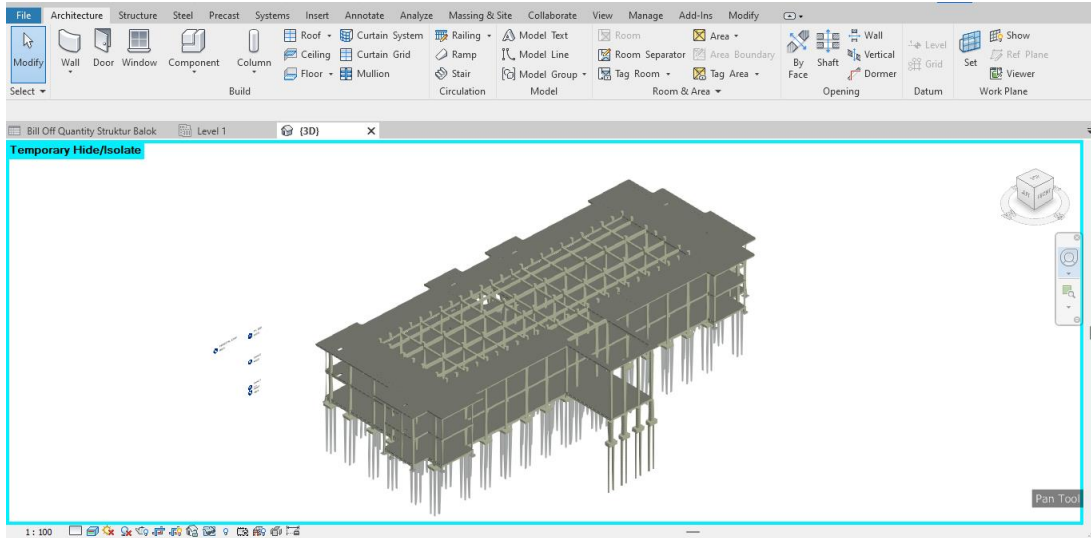 File Architecture Structure Steel Precast Systems Insert Annotate Analyze Massing & Site Collaborate View Manage Add-Ins Modify
Modify
Wall
Door
Window
Component
Column
Roof
Ceiling
Floor
Curtain System
Curtain Grid
Mullion
Railing
Ramp
Stair
Model Text
Model Line
Model Group
Room
Room Separator
Tag Room
Area
Area Boundary
Tag Area
By
Face
Shaft
Wall
Vertical
Dormer
Level
Grid
Set
Show
Ref Plane
Viewer
Select Build Circulation Model Room & Area Opening Datum Work Plane
Bill Off Quantity Struktur Balok Level 1 {3D}
Temporary Hide/Isolate
Pan Tool
1 : 100